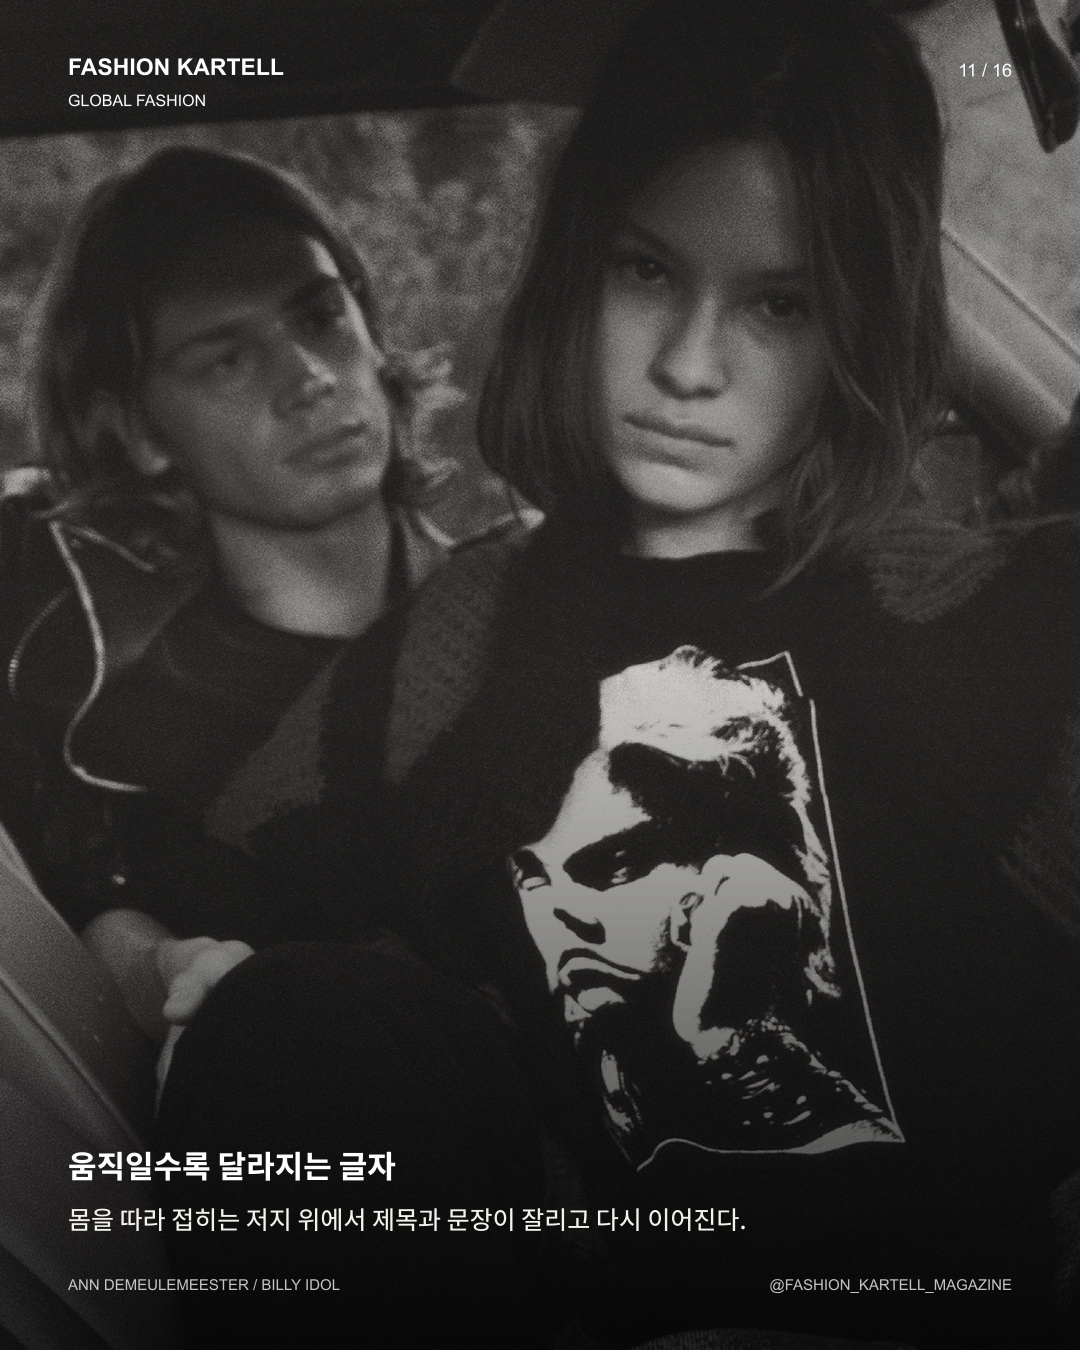 FASHION KARTELL
11 / 16
GLOBAL FASHION
움직일수록 달라지는 글자
몸을 따라 접히는 저지 위에서 제목과 문장이 잘리고 다시 이어진다.
ANN DEMEULEMEESTER / BILLY IDOL
@FASHION_KARTELL_MAGAZINE